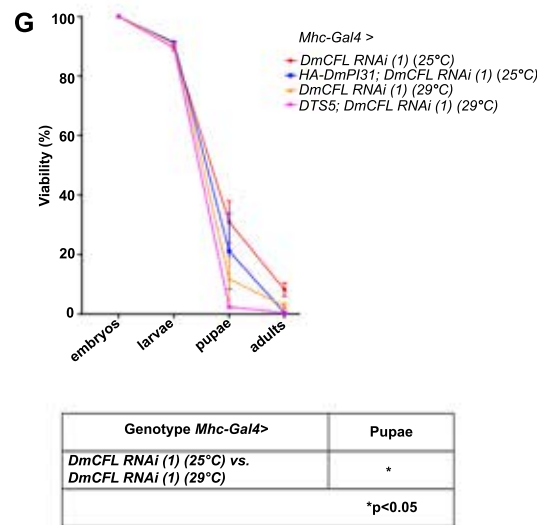 G
100
80
60
40
20
0
Viability (%)
embryos
larvae
pupae
adults
Mhc-Gal4 >
DmCFL RNAi (1) (25°C)
HA-DmPI31; DmCFL RNAi (1) (25°C)
DmCFL RNAi (1) (29°C)
DTS5; DmCFL RNAi (1) (29°C)
Genotype Mhc-Gal4> Pupae
DmCFL RNAi (1) (25°C) vs.
DmCFL RNAi (1) (29°C) *
*p<0.05